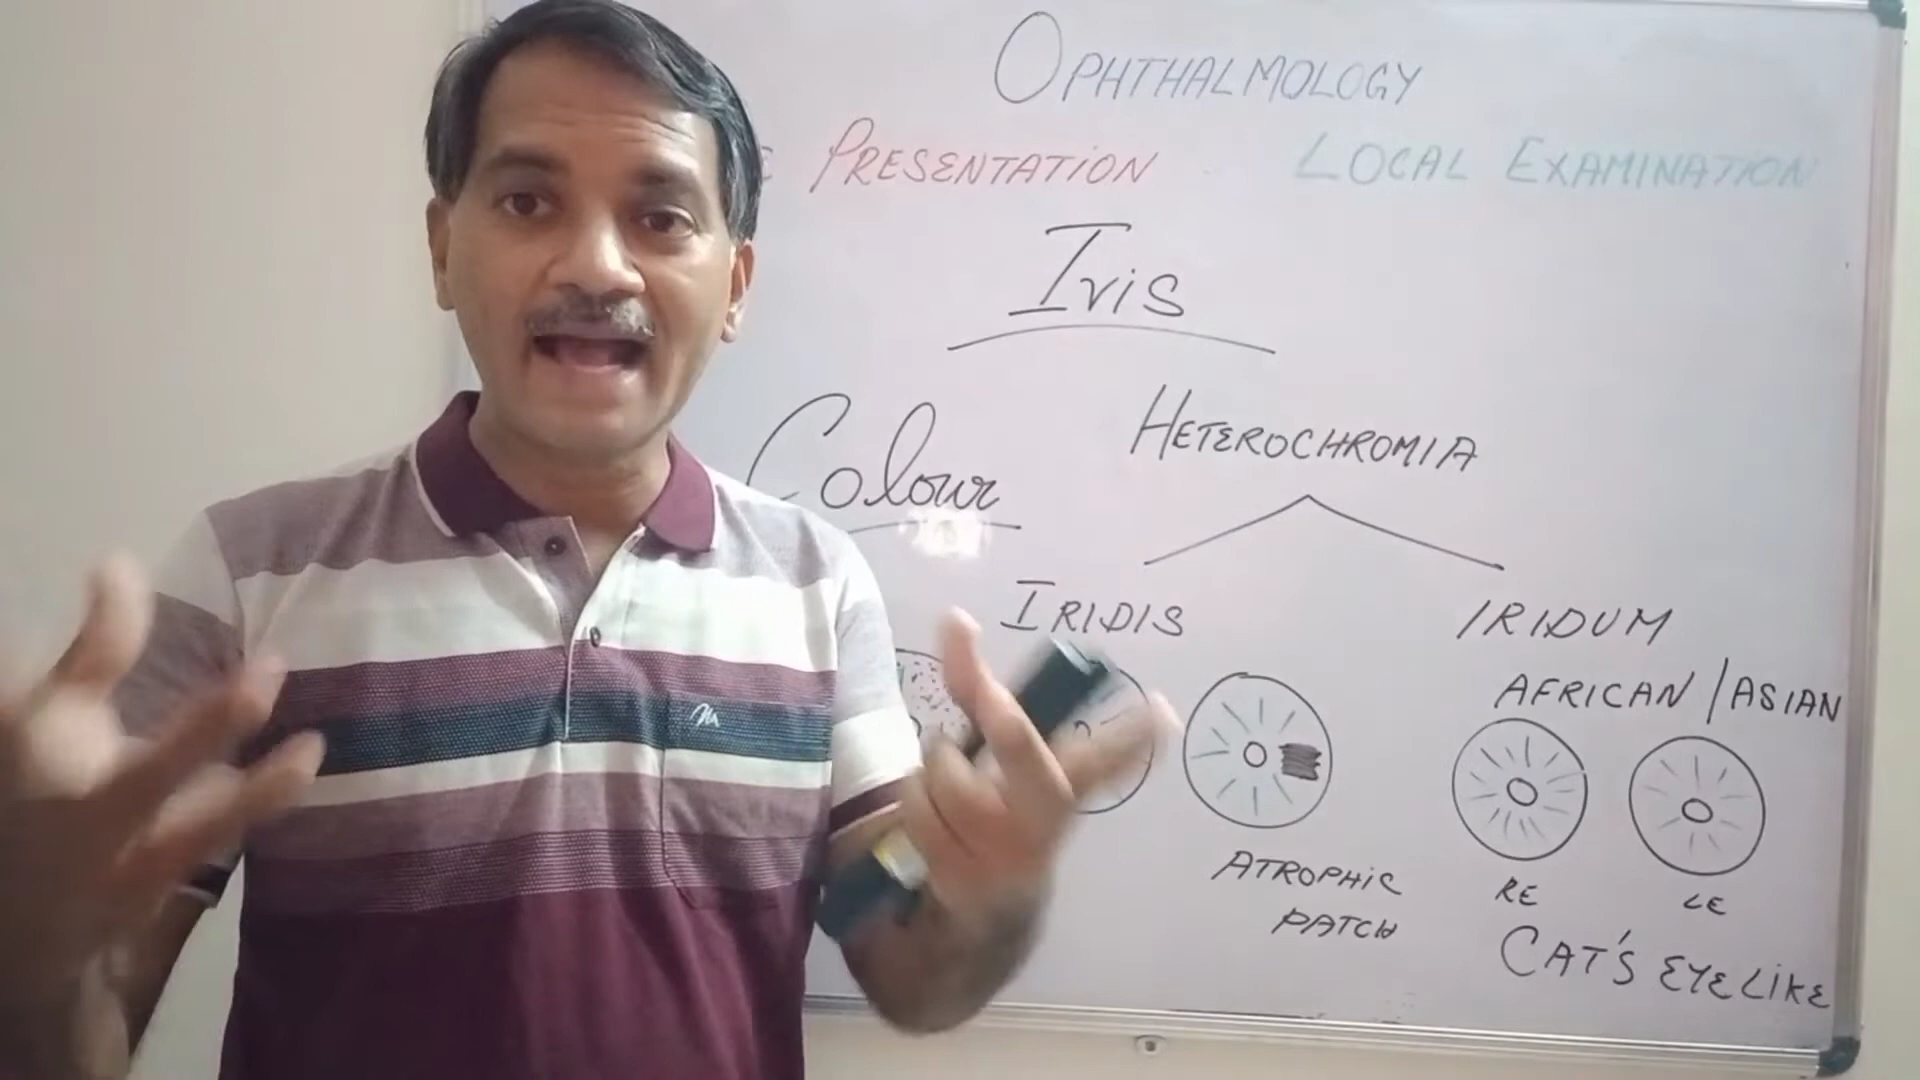 OPHTHALMOLOGY
PRESENTATION LOCAL EXAMINATION
Iris
Colour
HETEROCHROMIA
IRIDIS
IRIDUM
AFRICAN / ASIAN
ATROPHIC
PATCH
RE
LE
CAT'S EYE LIKE